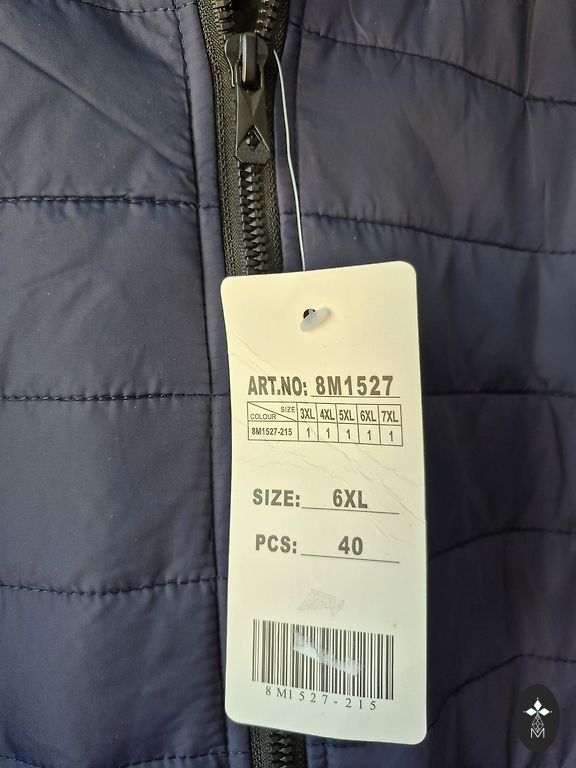 ART.NO: 8M1527
SIZE 3XL 4XL 5XL 6XL 7XL
COLOUR
8M1527-215 1 1 1 1 1
SIZE: 6XL
PCS: 40
8M1527-215
M